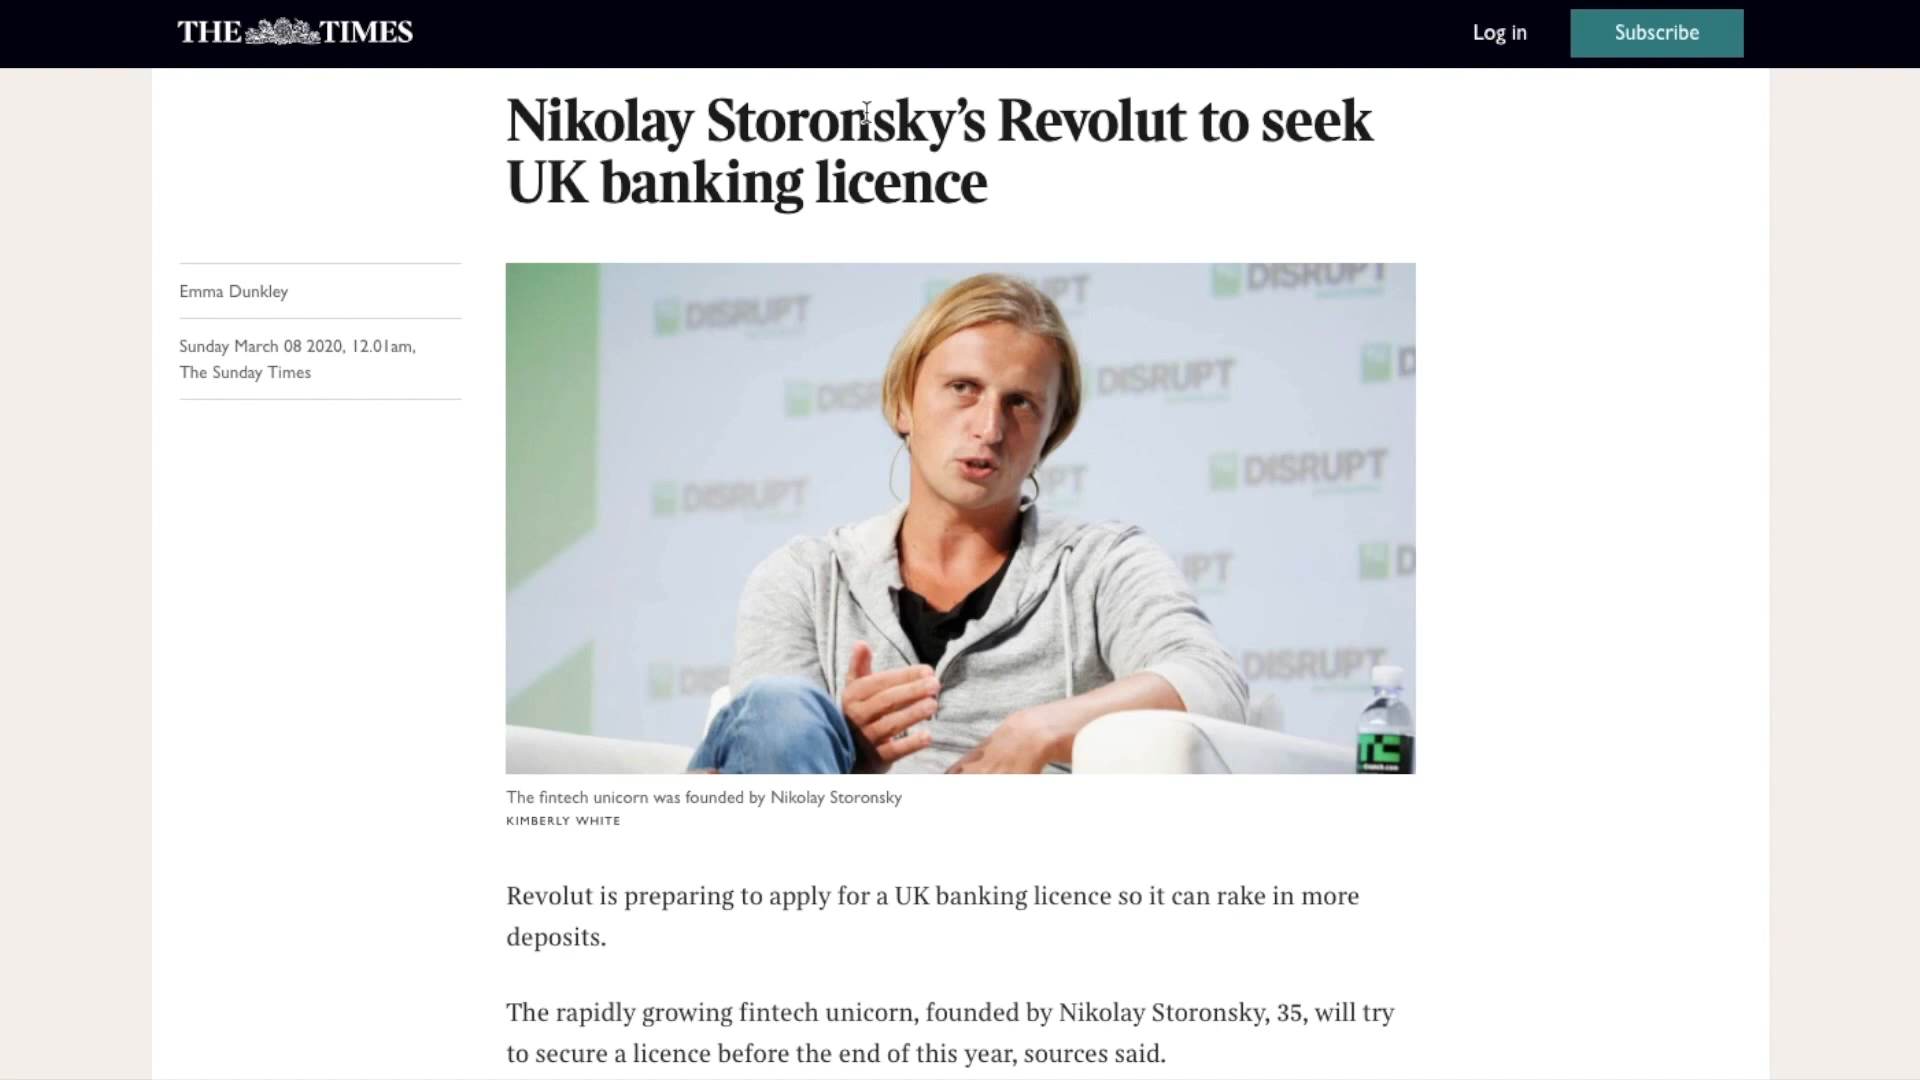 THE TIMES
Log in
Subscribe
Nikolay Storonsky’s Revolut to seek
UK banking licence
Emma Dunkley
Sunday March 08 2020, 12.01am,
The Sunday Times
DISRUPT
DISRUPT
DISRUPT
DISRUPT
DISRUPT
DISRUPT
The fintech unicorn was founded by Nikolay Storonsky
KIMBERLY WHITE
Revolut is preparing to apply for a UK banking licence so it can rake in more
deposits.
The rapidly growing fintech unicorn, founded by Nikolay Storonsky, 35, will try
to secure a licence before the end of this year, sources said.